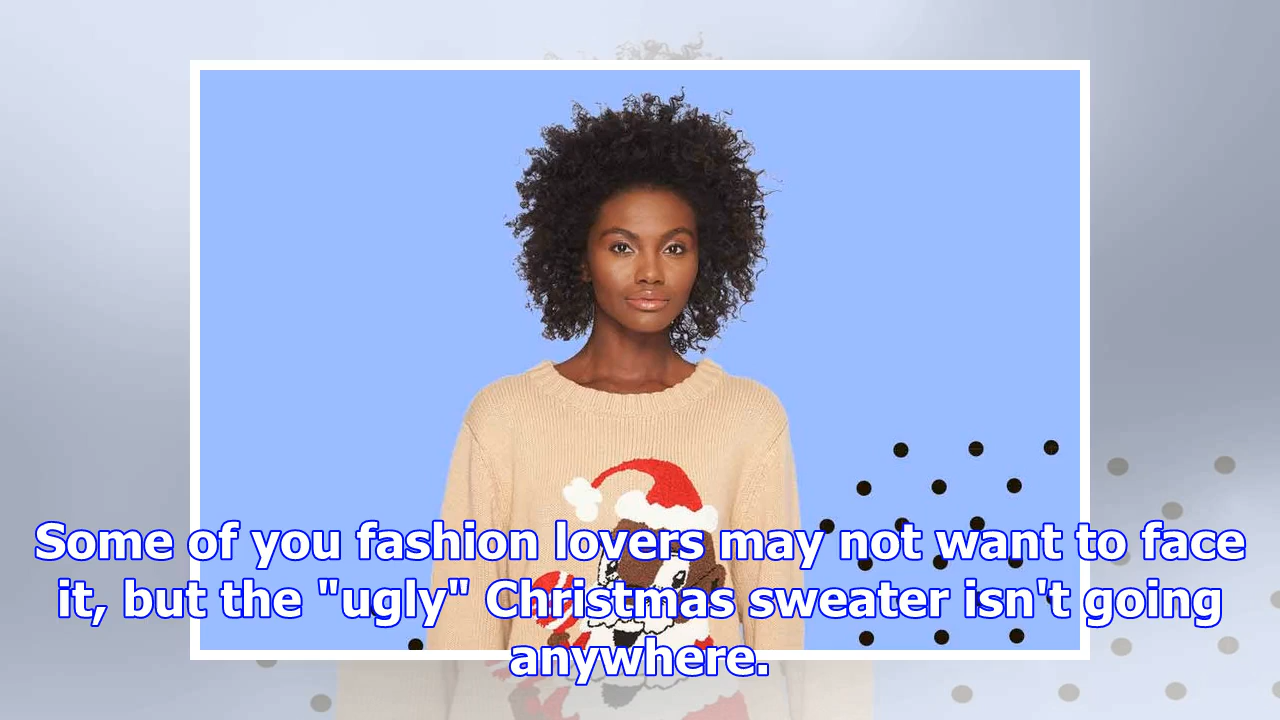 Some of you fashion lovers may not want to face
it, but the "ugly" Christmas sweater isn't going
anywhere.